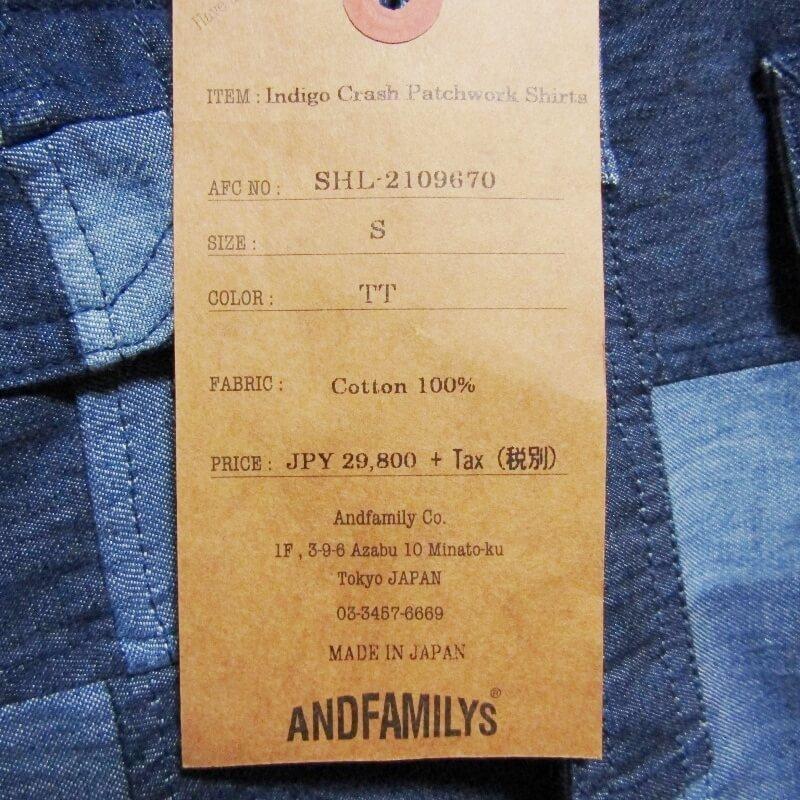 Have
ITEM : Indigo Crash Patchwork Shirts
AFC NO : SHL-2109670
SIZE : S
COLOR : TT
FABRIC : Cotton 100%
PRICE : JPY 29,800 + Tax (税別)
Andfamily Co.
1F , 3-9-6 Azabu 10 Minato-ku
Tokyo JAPAN
03-3457-6669
MADE IN JAPAN
ANDFAMILYS®